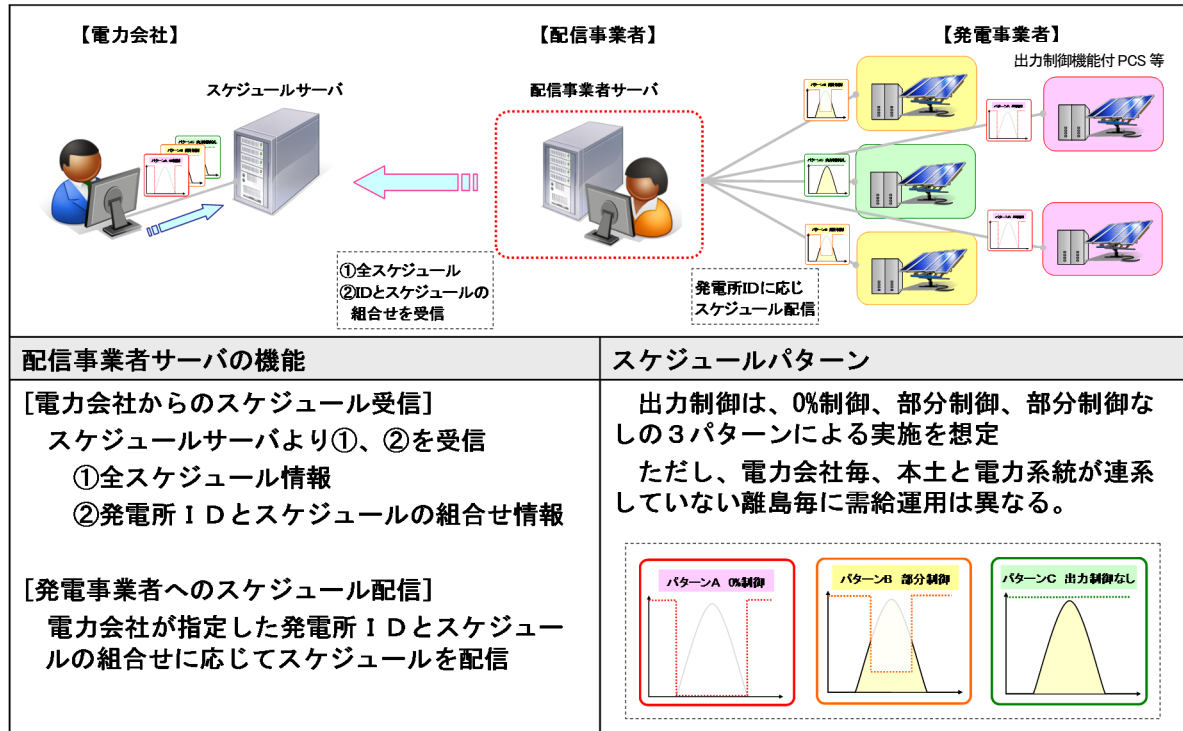 【電力会社】
【配信事業者】
【発電事業者】
出力制御機能付PCS等
スケジュールサーバ
配信事業者サーバ
①全スケジュール
②IDとスケジュールの
組合せを受信
発電所IDに応じ
スケジュール配信
配信事業者サーバの機能
[電力会社からのスケジュール受信]
スケジュールサーバより①、②を受信
①全スケジュール情報
②発電所IDとスケジュールの組合せ情報
[発電事業者へのスケジュール配信]
電力会社が指定した発電所IDとスケジュー
ルの組合せに応じてスケジュールを配信
スケジュールパターン
出力制御は、0%制御、部分制御、部分制御な
しの3パターンによる実施を想定
ただし、電力会社毎、本土と電力系統が連系
していない離島毎に需給運用は異なる。
パターンA 0%制御
パターンB 部分制御
パターンC 出力制御なし